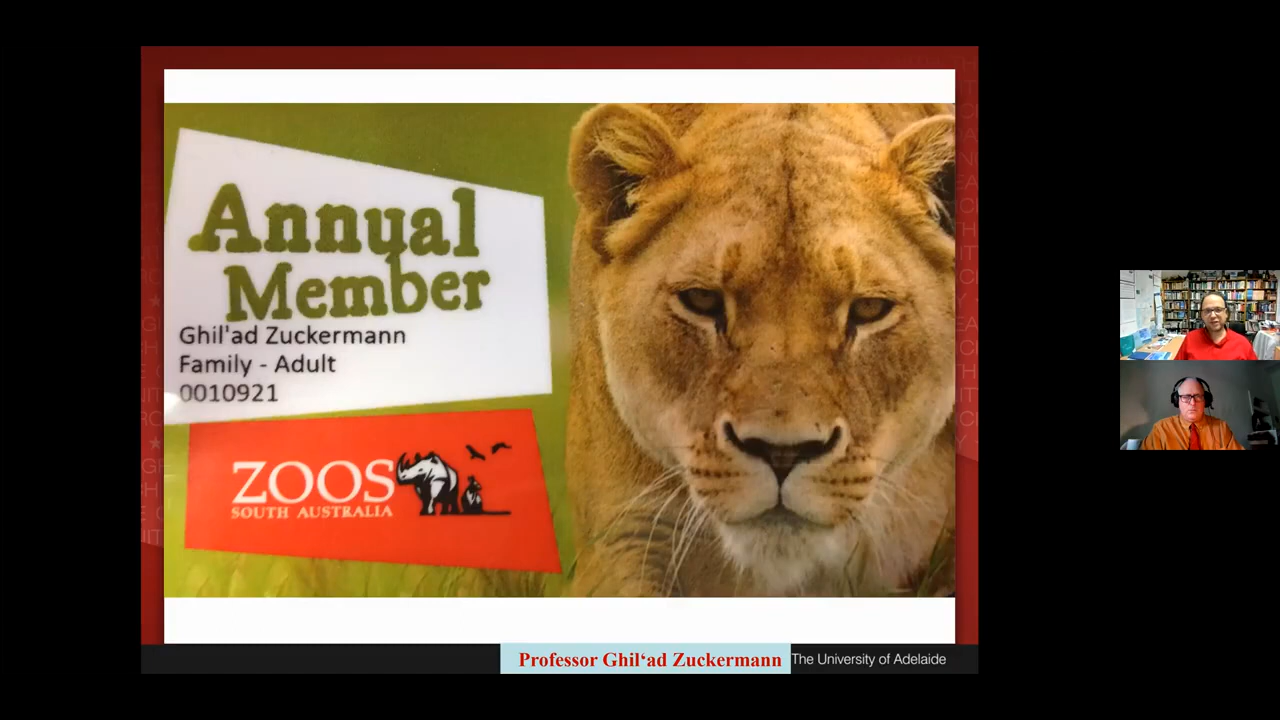 Annual
Member
Ghil'ad Zuckermann
Family - Adult
0010921
ZOOS
SOUTH AUSTRALIA
Professor Ghil‘ad Zuckermann
The University of Adelaide